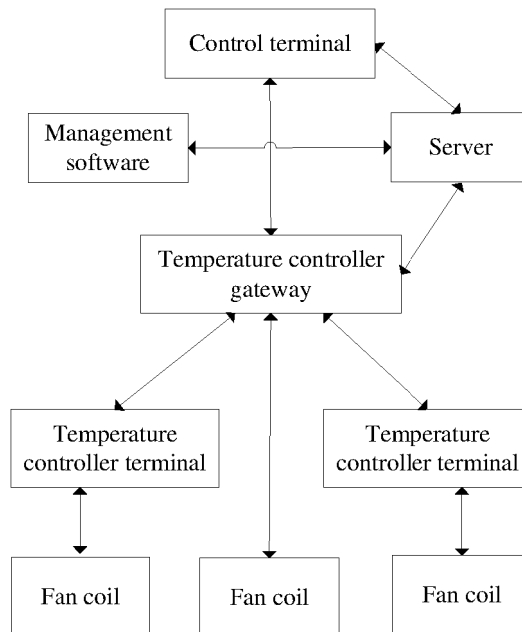 Control terminal
Management
software
Server
Temperature controller
gateway
Temperature
controller terminal
Temperature
controller terminal
Fan coil
Fan coil
Fan coil